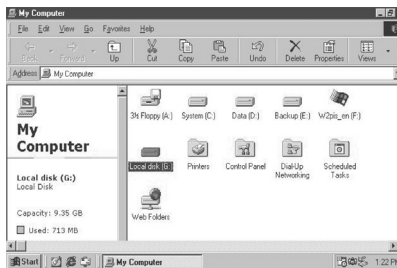 My Computer
File Edit View Go Favorites Help
Back Forward Up Cut Copy Paste Undo Delete Properties Views
Address My Computer
My Computer
Local disk (G:)
Local Disk
Capacity: 9.35 GB
Used: 713 MB
3½ Floppy (A:) System (C:) Data (D:) Backup (E:) W2pis_en (F:)
Local disk (G:) Printers Control Panel Dial-Up Networking Scheduled Tasks
Web Folders
Start My Computer 1:22 PM